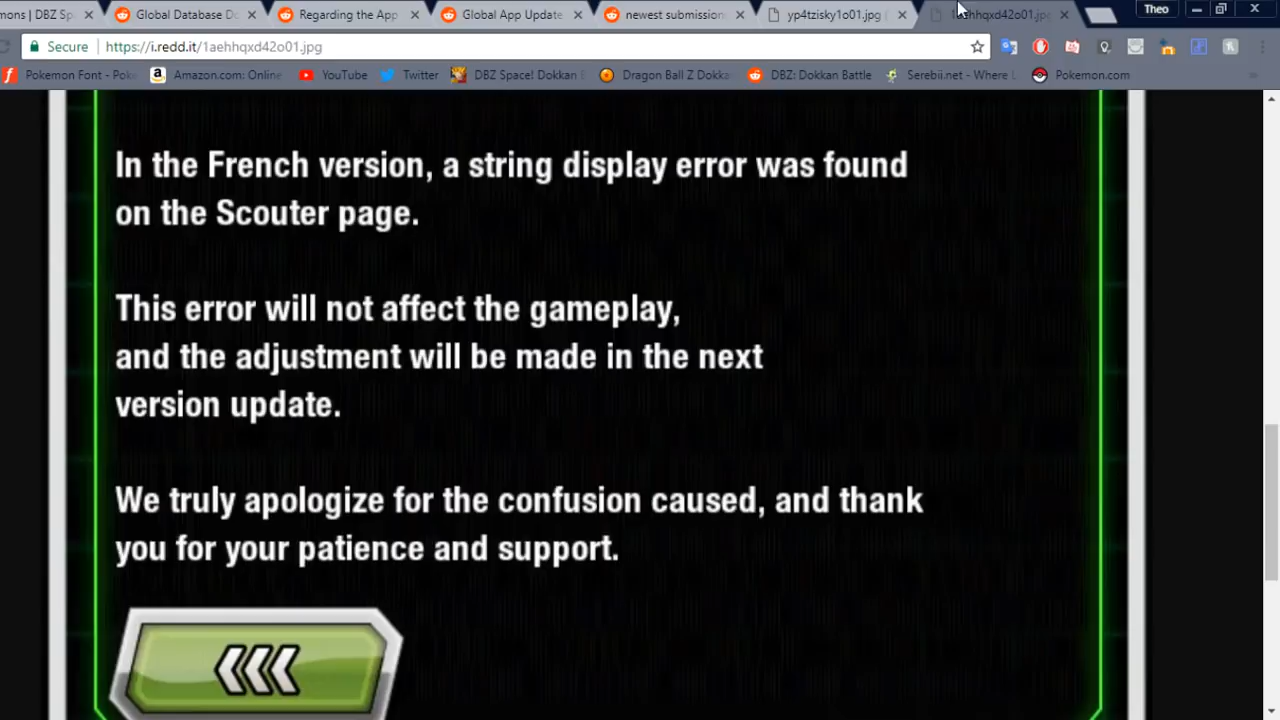 mons | DBZ S
Global Database D
Regarding the App
Global App Update
newest submission
yp4tzisky1o01.jpg
1aehhqxd42o01.jpg
Theo
Secure
https://i.redd.it/1aehhqxd42o01.jpg
Pokemon Font - Poke
Amazon.com: Online
YouTube
Twitter
DBZ Space! Dokkan
Dragon Ball Z Dokka
DBZ: Dokkan Battle
Serebii.net - Where L
Pokemon.com
In the French version, a string display error was found
on the Scouter page.
This error will not affect the gameplay,
and the adjustment will be made in the next
version update.
We truly apologize for the confusion caused, and thank
you for your patience and support.